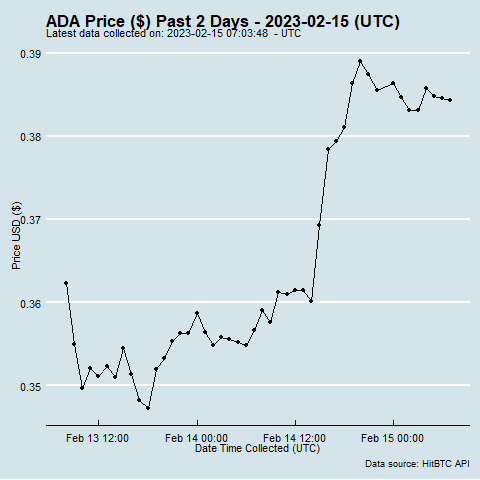 ADA Price ($) Past 2 Days - 2023-02-15 (UTC)
Latest data collected on: 2023-02-15 07:03:48 - UTC
0.39
0.38
0.37
0.36
0.35
Price USD ($)
Feb 13 12:00 Feb 14 00:00 Feb 14 12:00 Feb 15 00:00
Date Time Collected (UTC)
Data source: HitBTC API